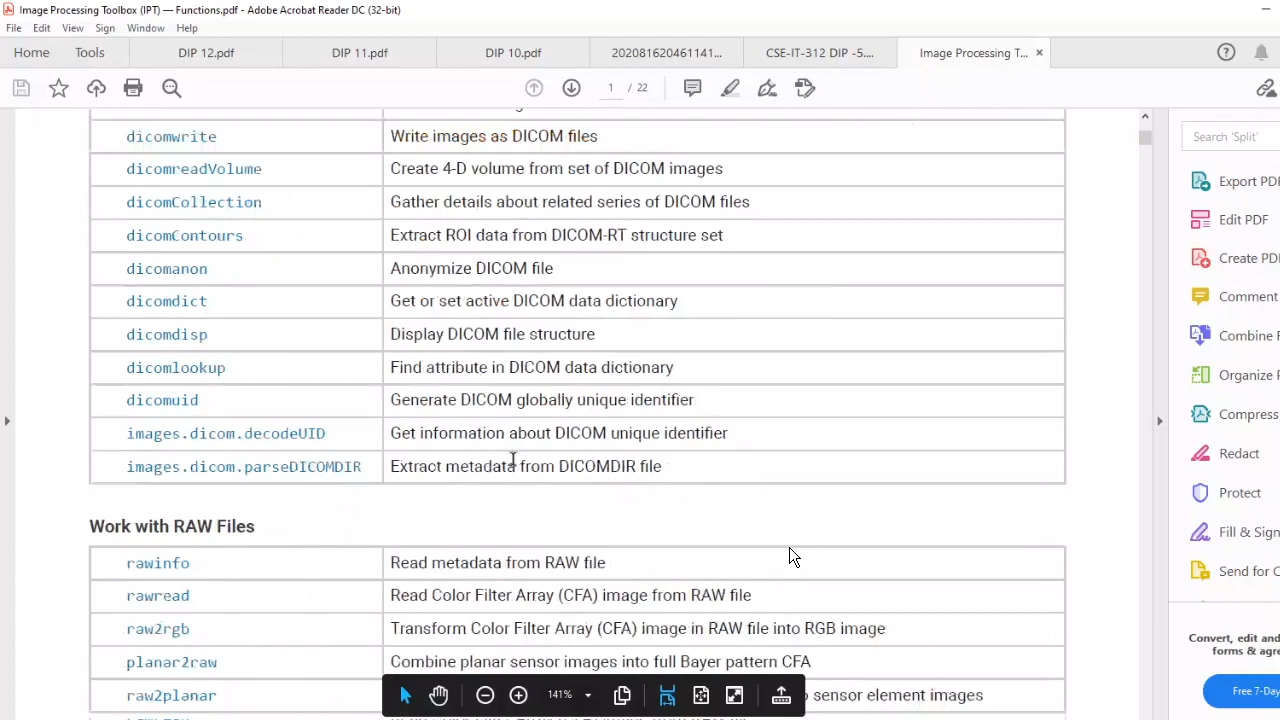 Image Processing Toolbox (IPT) — Functions.pdf - Adobe Acrobat Reader DC (32-bit)
File Edit View Sign Window Help
Home Tools DIP 12.pdf DIP 11.pdf DIP 10.pdf 202081620461141... CSE-IT-312 DIP -5.... Image Processing T... ×
1 / 22
dicomwrite Write images as DICOM files
dicomreadVolume Create 4-D volume from set of DICOM images
dicomCollection Gather details about related series of DICOM files
dicomContours Extract ROI data from DICOM-RT structure set
dicomanon Anonymize DICOM file
dicomdict Get or set active DICOM data dictionary
dicomdisp Display DICOM file structure
dicomlookup Find attribute in DICOM data dictionary
dicomuid Generate DICOM globally unique identifier
images.dicom.decodeUID Get information about DICOM unique identifier
images.dicom.parseDICOMDIR Extract metadata from DICOMDIR file
Work with RAW Files
rawinfo Read metadata from RAW file
rawread Read Color Filter Array (CFA) image from RAW file
raw2rgb Transform Color Filter Array (CFA) image in RAW file into RGB image
planar2raw Combine planar sensor images into full Bayer pattern CFA
raw2planar sensor element images
141%
Search 'Split'
Export PDF
Edit PDF
Create PD
Comment
Combine F
Organize P
Compress
Redact
Protect
Fill & Sign
Send for C
Convert, edit and
forms & agre
Free 7-Day